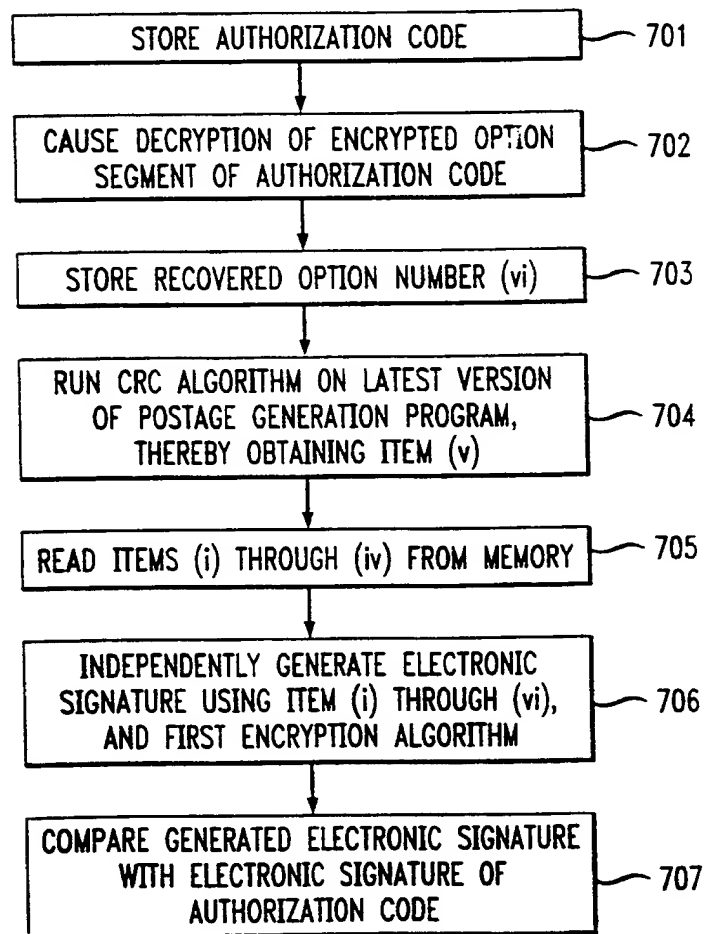 STORE AUTHORIZATION CODE
701
CAUSE DECRYPTION OF ENCRYPTED OPTION
SEGMENT OF AUTHORIZATION CODE
702
STORE RECOVERED OPTION NUMBER (vi)
703
RUN CRC ALGORITHM ON LATEST VERSION
OF POSTAGE GENERATION PROGRAM,
THEREBY OBTAINING ITEM (v)
704
READ ITEMS (i) THROUGH (iv) FROM MEMORY
705
INDEPENDENTLY GENERATE ELECTRONIC
SIGNATURE USING ITEM (i) THROUGH (vi),
AND FIRST ENCRYPTION ALGORITHM
706
COMPARE GENERATED ELECTRONIC SIGNATURE
WITH ELECTRONIC SIGNATURE OF
AUTHORIZATION CODE
707